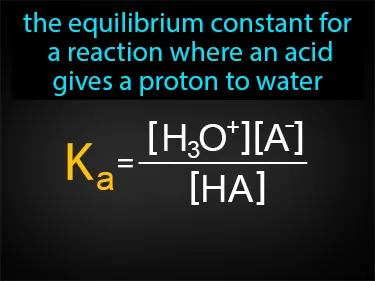 the equilibrium constant for
a reaction where an acid
gives a proton to water
Kₐ = [H₃O⁺][A⁻] / [HA]